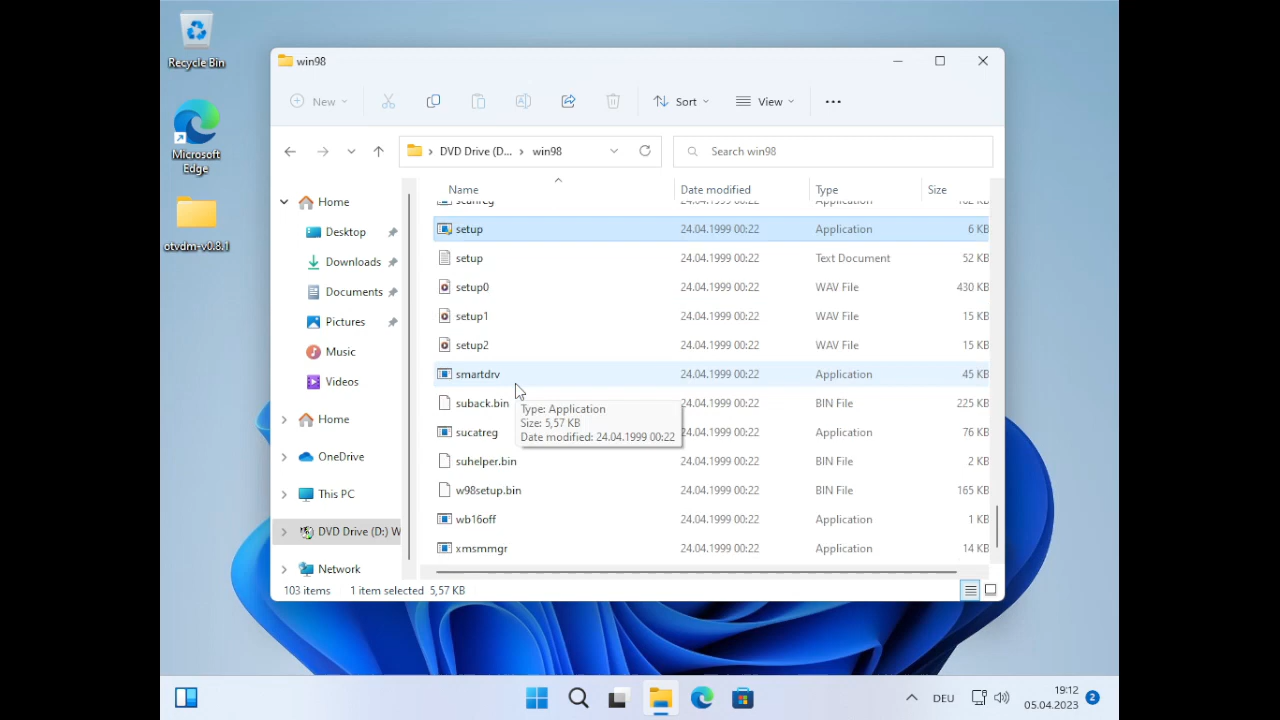 Recycle Bin
Microsoft
Edge
otvdm-v0.8.1
win98
New
Sort
View
DVD Drive (D... win98
Search win98
Name Date modified Type Size
scanreg Application
setup 24.04.1999 00:22 Application 6 KB
setup 24.04.1999 00:22 Text Document 52 KB
setup0 24.04.1999 00:22 WAV File 430 KB
setup1 24.04.1999 00:22 WAV File 15 KB
setup2 24.04.1999 00:22 WAV File 15 KB
smartdrv 24.04.1999 00:22 Application 45 KB
suback.bin 24.04.1999 00:22 BIN File 225 KB
sucatreg 24.04.1999 00:22 Application 76 KB
suhelper.bin 24.04.1999 00:22 BIN File 2 KB
w98setup.bin 24.04.1999 00:22 BIN File 165 KB
wb16off 24.04.1999 00:22 Application 1 KB
xmsmmgr 24.04.1999 00:22 Application 14 KB
Type: Application
Size: 5,57 KB
Date modified: 24.04.1999 00:22
Home
Desktop
Downloads
Documents
Pictures
Music
Videos
Home
OneDrive
This PC
DVD Drive (D:) W
Network
103 items 1 item selected 5,57 KB
DEU
19:12
05.04.2023
2